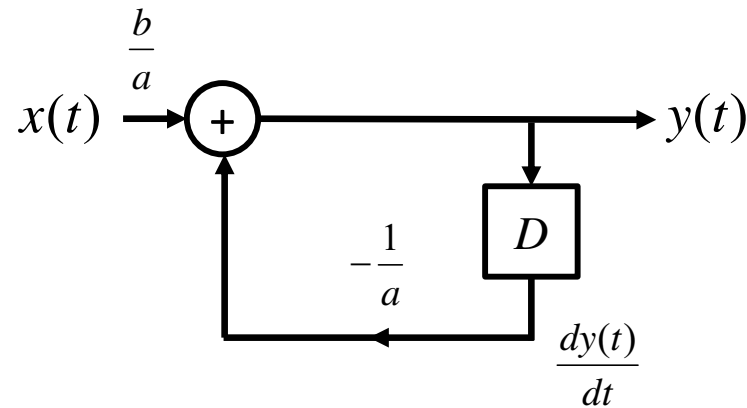 b/a
x(t) + y(t)
D
-1/a
dy(t)/dt